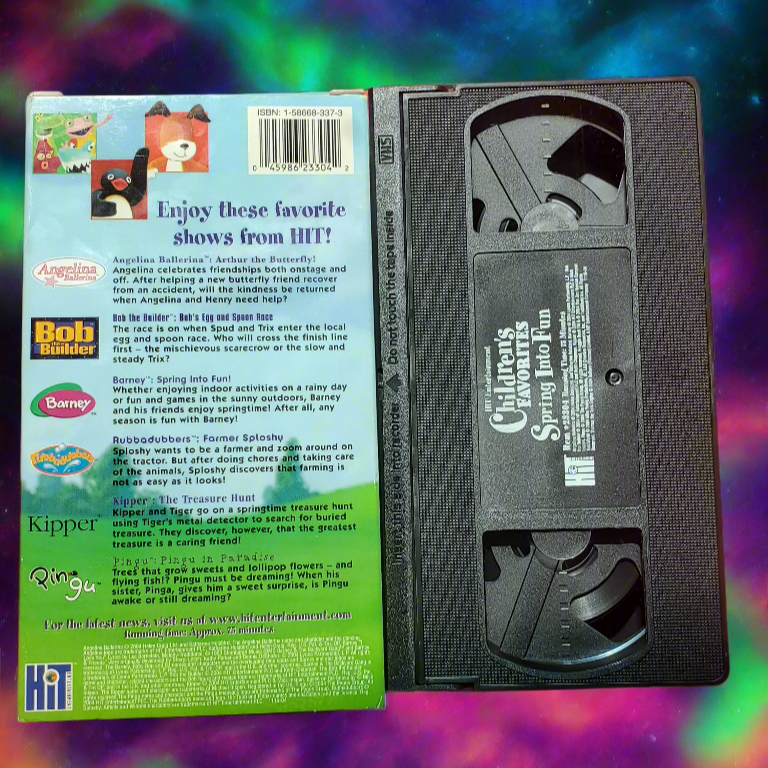 ISBN: 1-58668-337-3
0 45986 23304 2
Enjoy these favorite
shows from HIT!
Angelina
Ballerina™
Angelina Ballerina™: Arthur the Butterfly!
Angelina celebrates friendships both onstage and
off. After helping a new butterfly friend recover
from an accident, will the kindness be returned
when Angelina and Henry need help?
Bob
the Builder
Bob the Builder™: Bob's Egg and Spoon Race
The race is on when Spud and Trix enter the local
egg and spoon race. Who will cross the finish line
first – the mischievous scarecrow or the slow and
steady Trix?
Barney™
Barney™: Spring Into Fun!
Whether enjoying indoor activities on a rainy day
or fun and games in the sunny outdoors, Barney
and his friends enjoy springtime! After all, any
season is fun with Barney!
Rubbadubbers
Rubbadubbers™: Farmer Sploshy
Sploshy wants to be a farmer and zoom around on
the tractor. But after doing chores and taking care
of the animals, Sploshy discovers that farming is
not as easy as it looks!
Kipper™
Kipper™: The Treasure Hunt
Kipper and Tiger go on a springtime treasure hunt
using Tiger's metal detector to search for buried
treasure. They discover, however, that the greatest
treasure is a caring friend!
Pingu™
Pingu™: Pingu in Paradise
Trees that grow sweets and lollipop flowers – and
flying fish!? Pingu must be dreaming! When his
sister, Pinga, gives him a sweet surprise, is Pingu
awake or still dreaming?
For the latest news, visit us at www.hitentertainment.com
Running time: Approx. 75 minutes
HiT
ENTERTAINMENT
VHS
Insert this side into recorder ▲ Do not touch the tape inside
HIT Entertainment
Children's
FAVORITES
Spring Into Fun
HiT